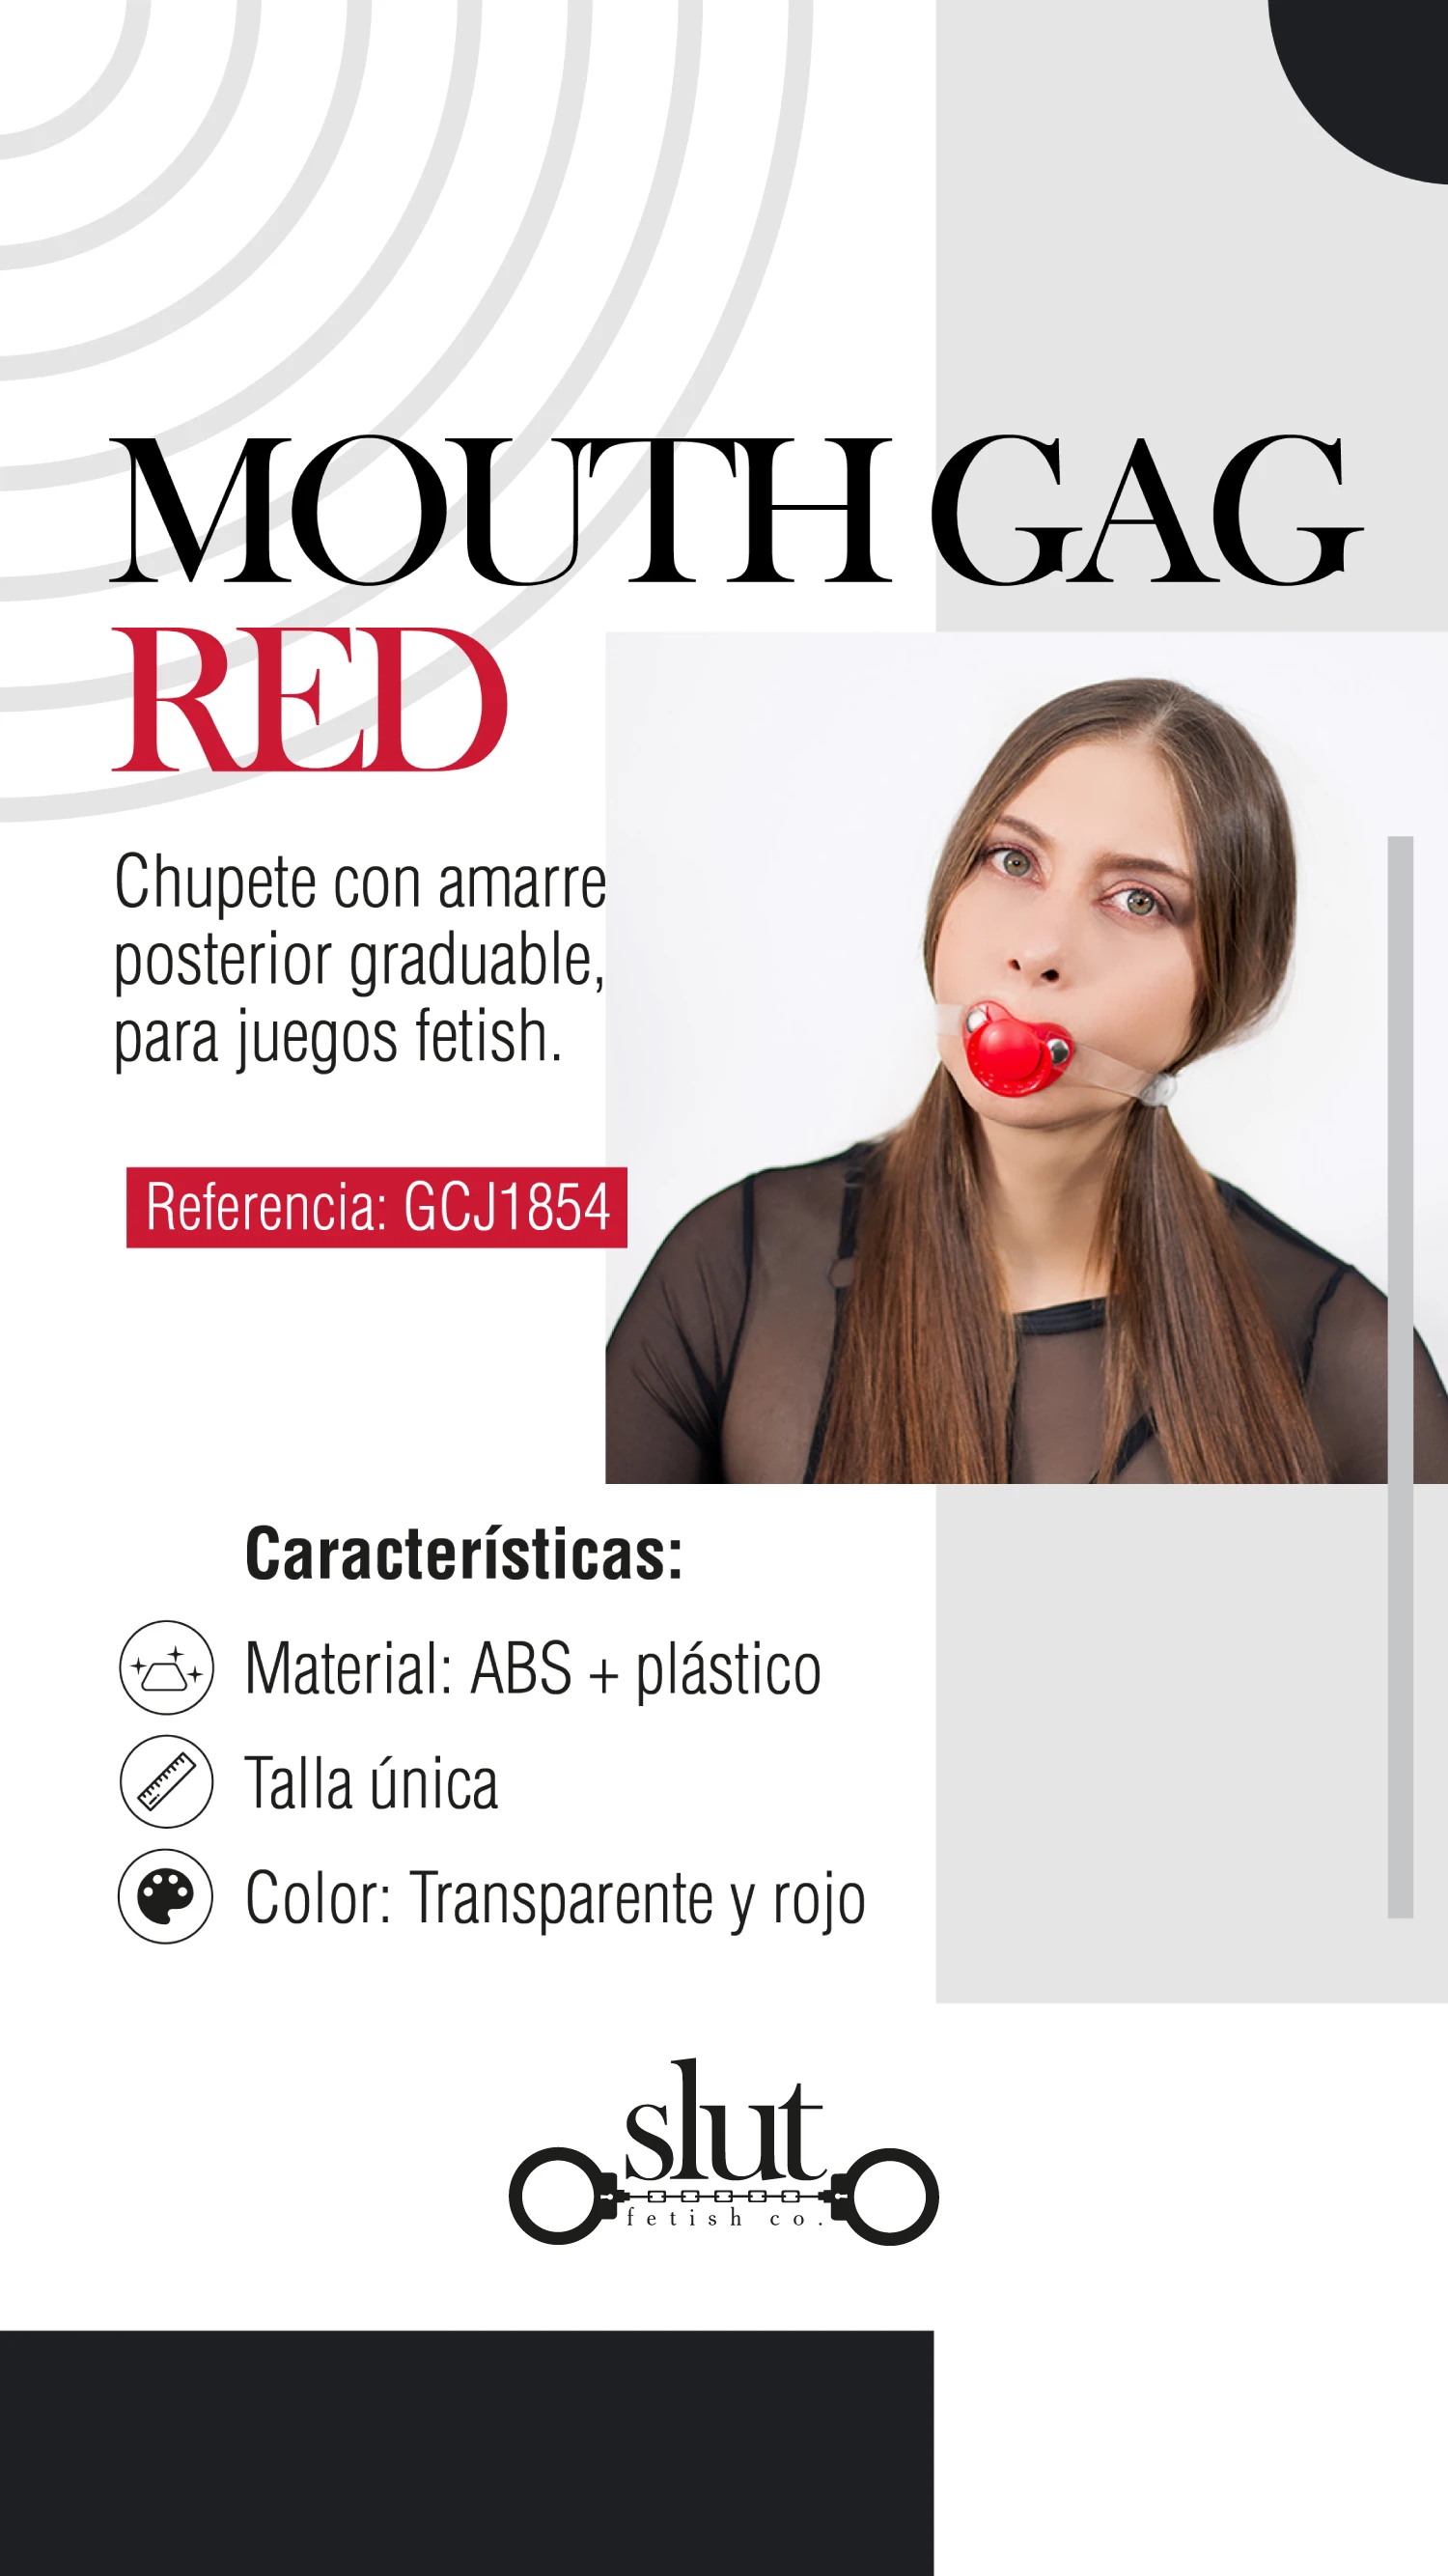 MOUTH GAG
RED
Chupete con amarre
posterior graduable,
para juegos fetish.
Referencia: GCJ1854
Características:
Material: ABS + plástico
Talla única
Color: Transparente y rojo
slut
fetish co.